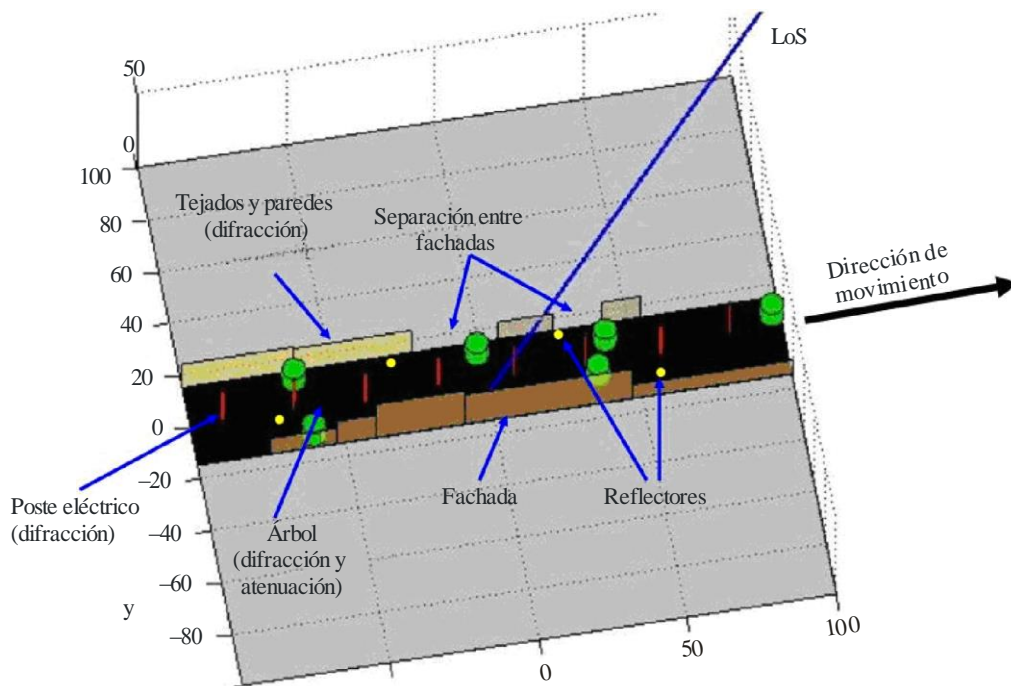 LoS
50
0
100
80
60
40
20
0
–20
–40
–60
–80
y
Tejados y paredes
(difracción)
Separación entre
fachadas
Dirección de
movimiento
Poste eléctrico
(difracción)
Árbol
(difracción y
atenuación)
Fachada
Reflectores
0
50
100